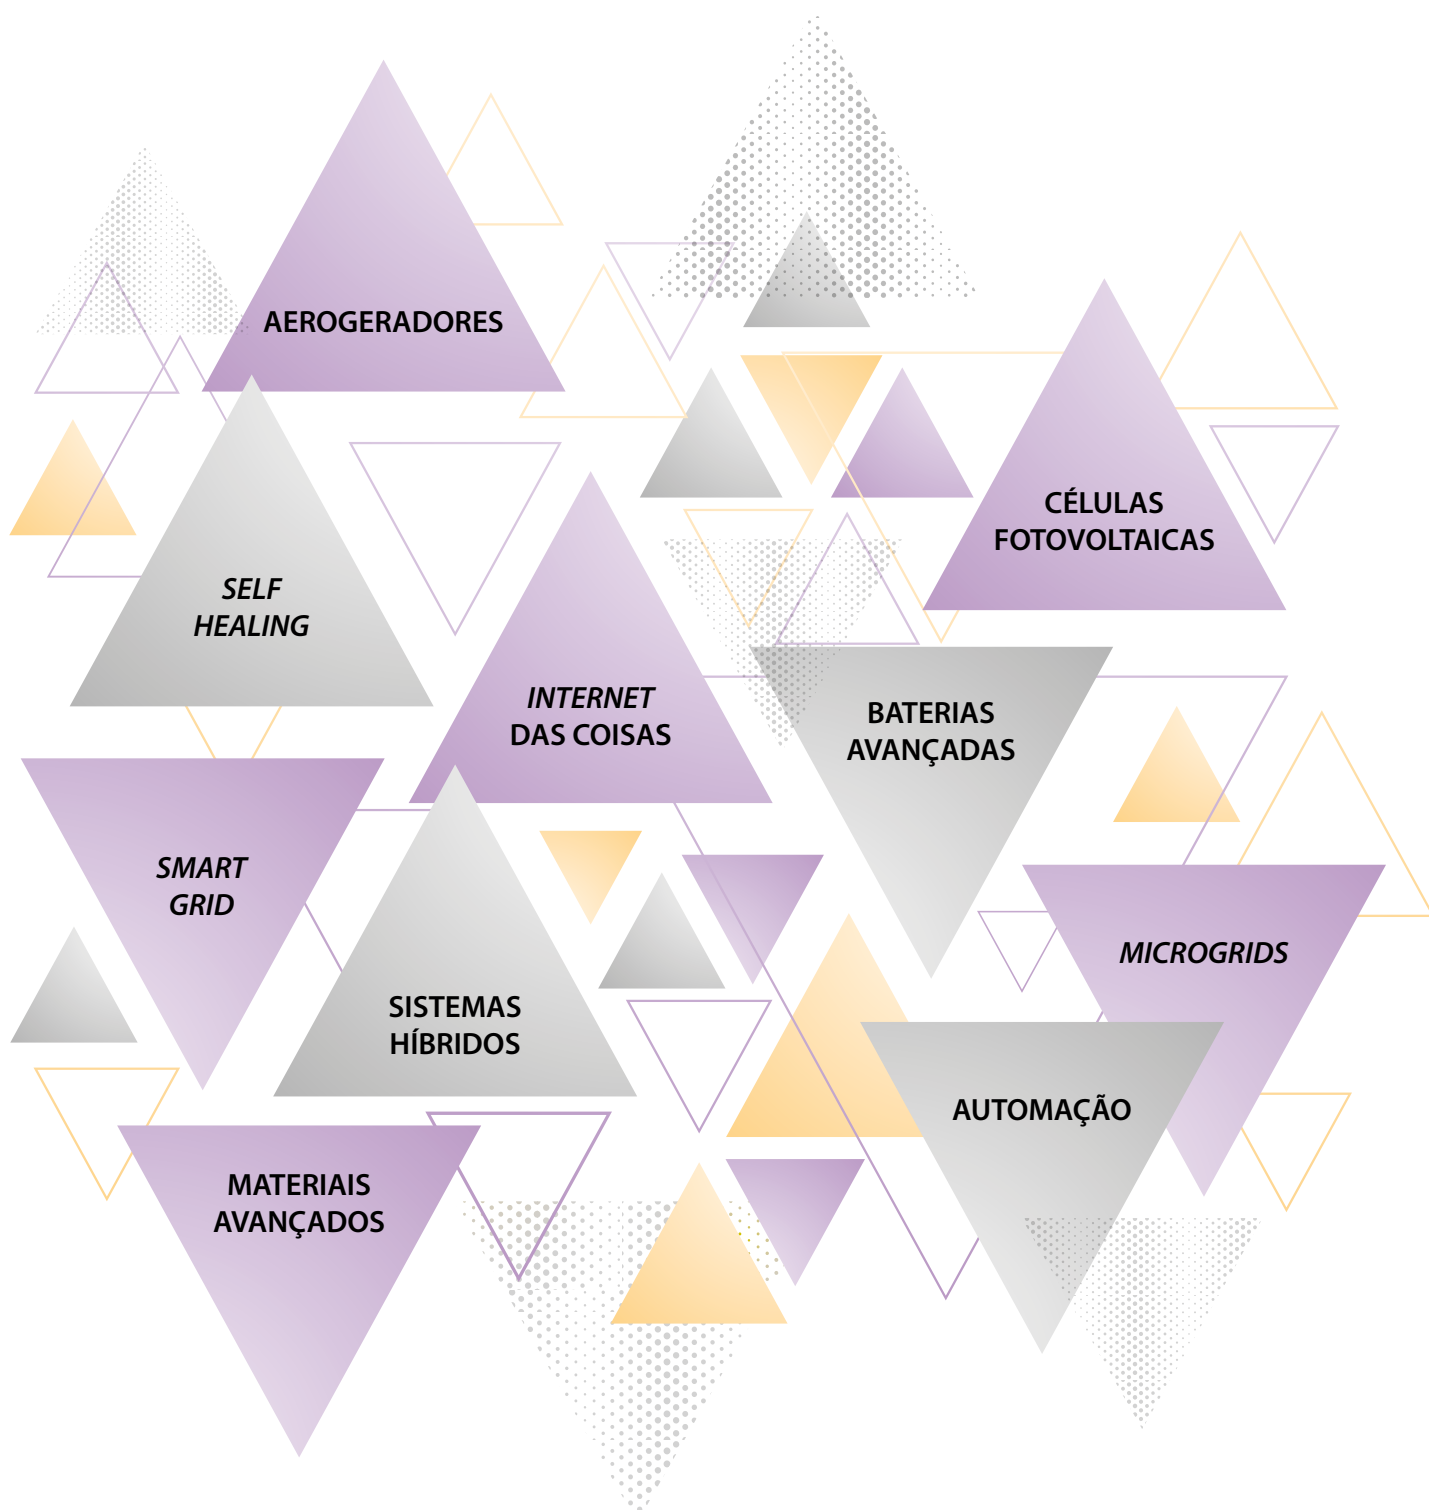 AEROGERADORES
CÉLULAS
FOTOVOLTAICAS
SELF
HEALING
INTERNET
DAS COISAS
BATERIAS
AVANÇADAS
SMART
GRID
MICROGRIDS
SISTEMAS
HÍBRIDOS
AUTOMAÇÃO
MATERIAIS
AVANÇADOS